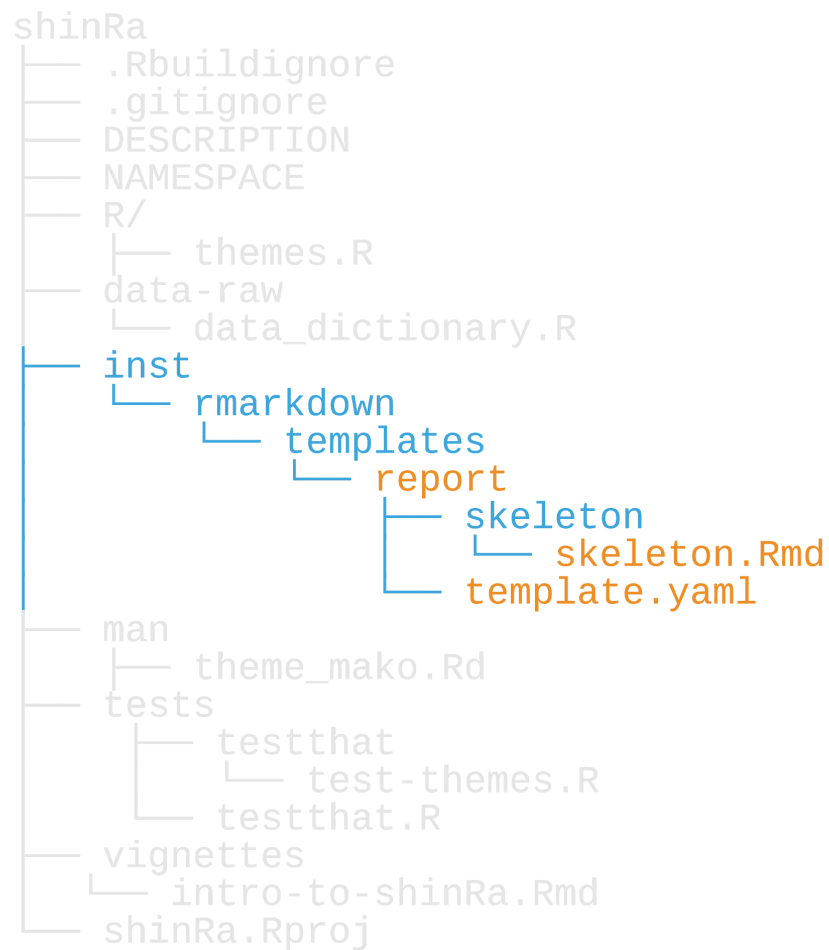 shinRa
.Rbuildignore
.gitignore
DESCRIPTION
NAMESPACE
R/
themes.R
data-raw
data_dictionary.R
inst
rmarkdown
templates
report
skeleton
skeleton.Rmd
template.yaml
man
theme_mako.Rd
tests
testthat
test-themes.R
testthat.R
vignettes
intro-to-shinRa.Rmd
shinRa.Rproj